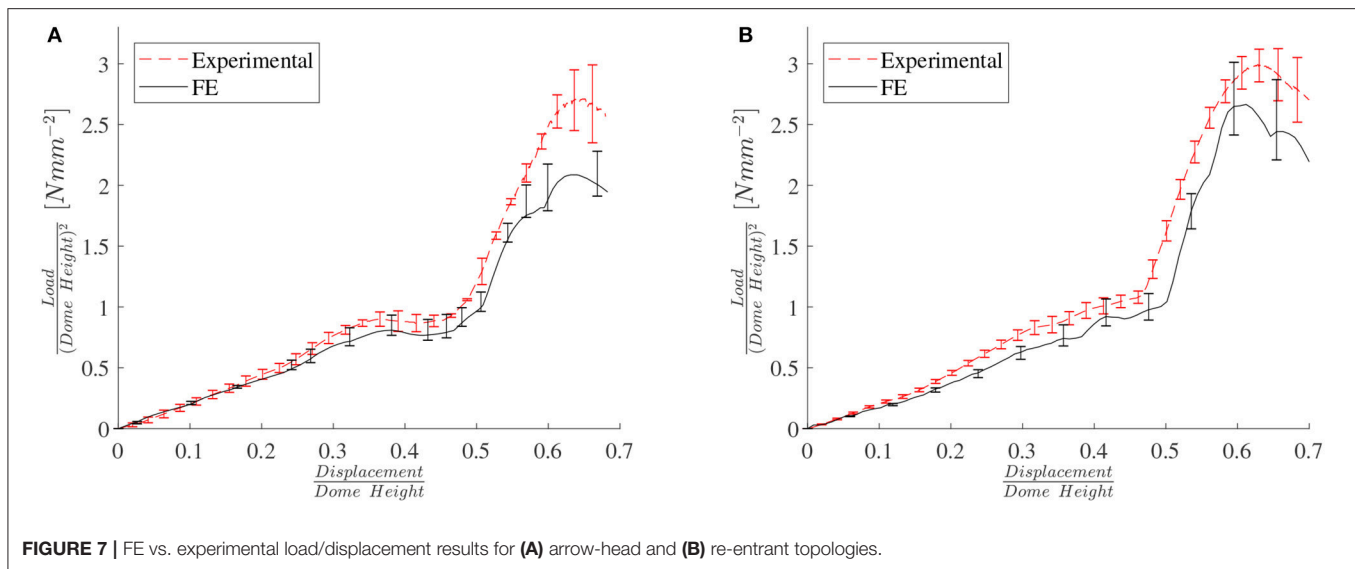 A
Experimental
FE
3
2.5
2
1.5
1
0.5
0
Load
(Dome Height)²
[Nmm⁻²]
0 0.1 0.2 0.3 0.4 0.5 0.6 0.7
Displacement
Dome Height
B
Experimental
FE
3
2.5
2
1.5
1
0.5
0
Load
(Dome Height)²
[Nmm⁻²]
0 0.1 0.2 0.3 0.4 0.5 0.6 0.7
Displacement
Dome Height
FIGURE 7 | FE vs. experimental load/displacement results for (A) arrow-head and (B) re-entrant topologies.